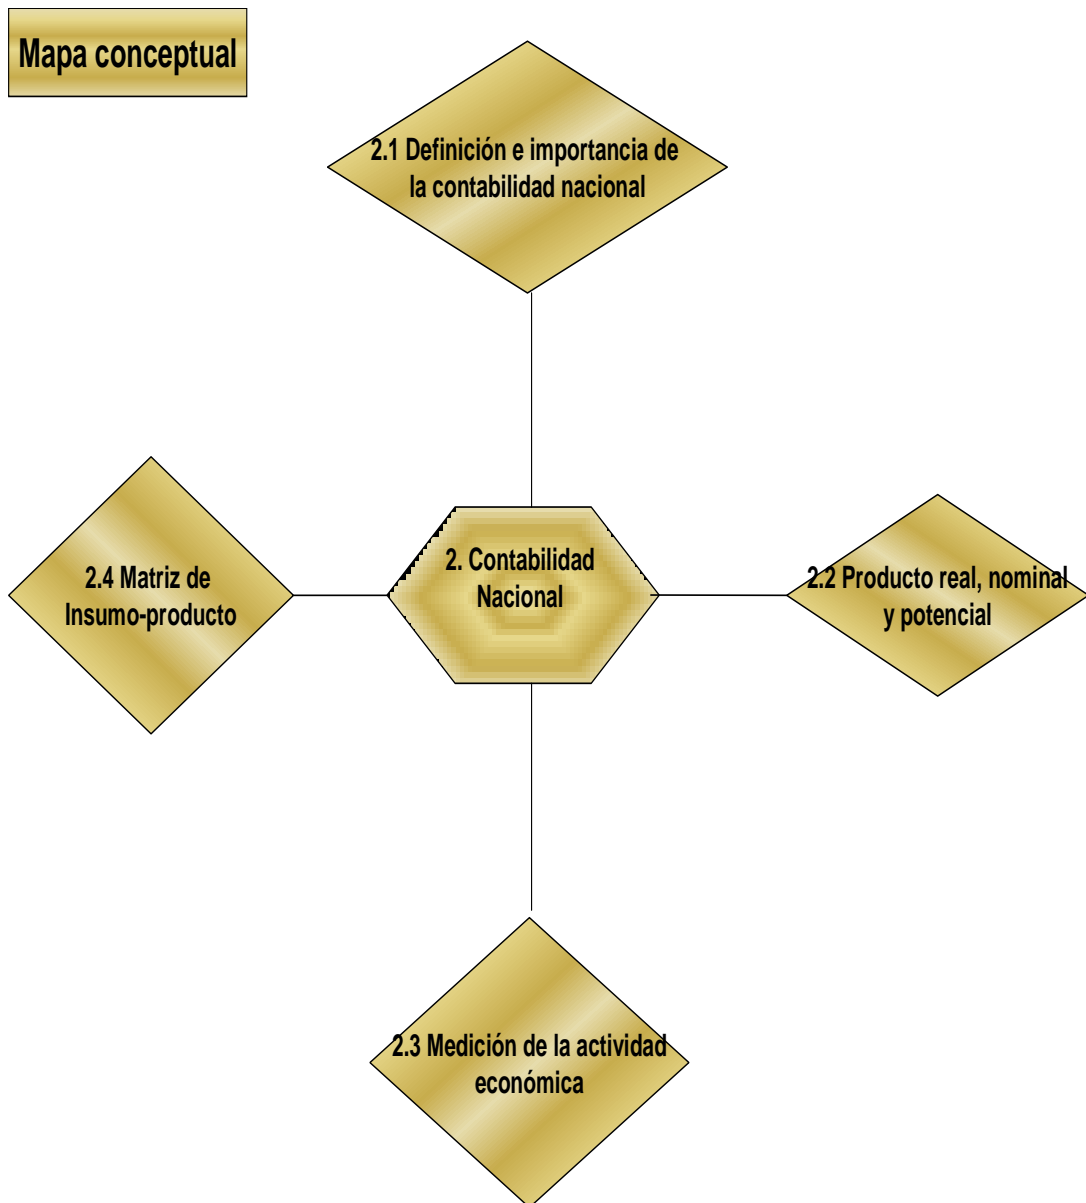 Mapa conceptual
2.1 Definición e importancia de
la contabilidad nacional
2. Contabilidad
Nacional
2.4 Matriz de
Insumo-producto
2.2 Producto real, nominal
y potencial
2.3 Medición de la actividad
económica